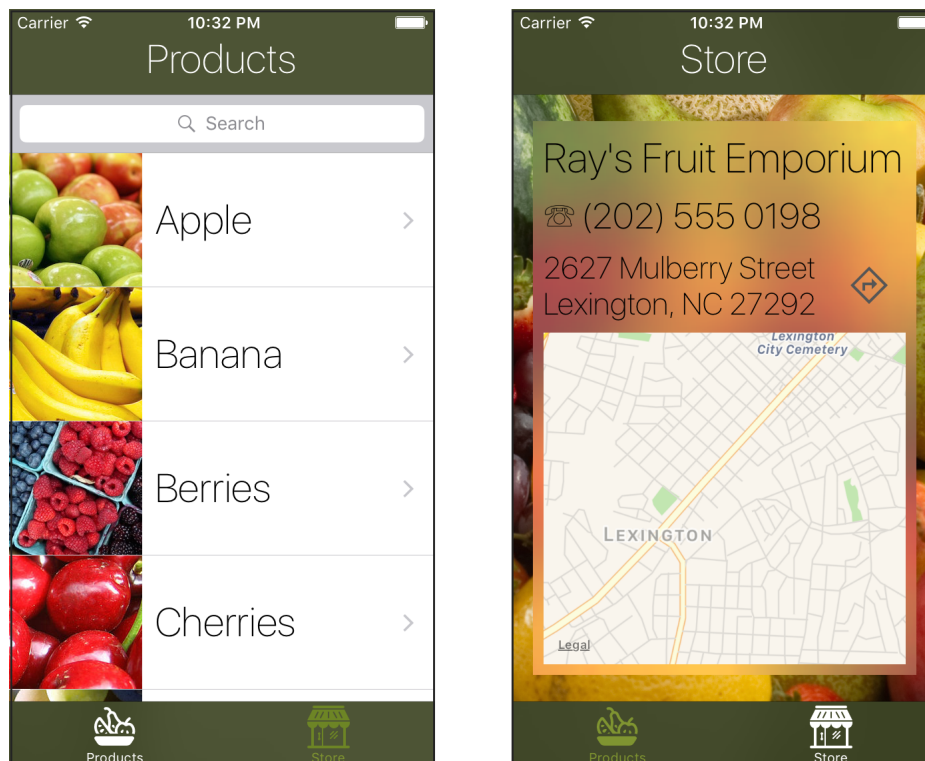 Carrier 10:32 PM
Products
Search
Apple
Banana
Berries
Cherries
Products Store
Carrier 10:32 PM
Store
Ray's Fruit Emporium
(202) 555 0198
2627 Mulberry Street
Lexington, NC 27292
Lexington
City Cemetery
LEXINGTON
Legal
Products Store